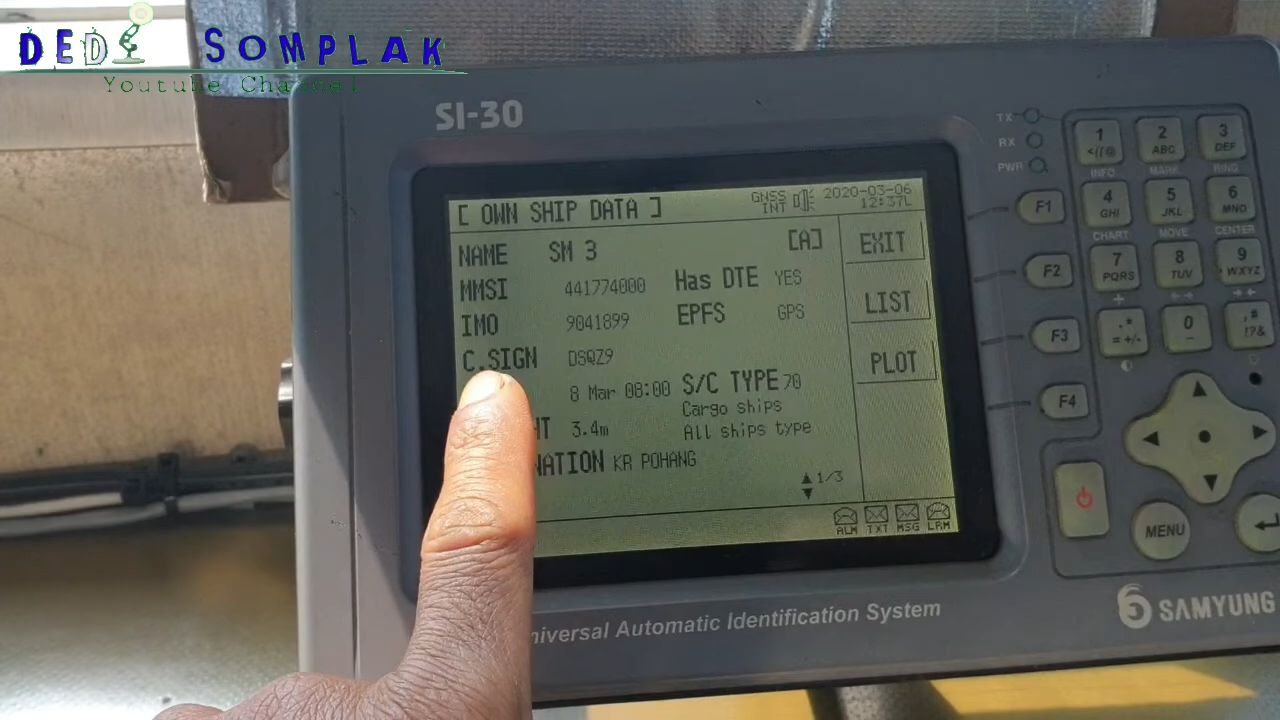 DEDI SOMPLAK
Youtube Channel
SI-30
[ OWN SHIP DATA ]
GNSS INT
2020-03-06
12:37L
NAME SM 3 [A]
MMSI 441774000 Has DTE YES
IMO 9041899 EPFS GPS
C.SIGN DSQZ9
8 Mar 08:00 S/C TYPE 70
Cargo ships
3.4m All ships type
NATION KR POHANG
1/3
EXIT
LIST
PLOT
ALM TXT MSG LRM
TX
RX
PWR
F1
F2
F3
F4
1 2 ABC 3 DEF
INFO MARK RING
4 GHI 5 JKL 6 MNO
CHART MOVE CENTER
7 PQRS 8 TUV 9 WXYZ
.* =+/- 0 _ ,# !?&
MENU
SAMYUNG
niversal Automatic Identification System